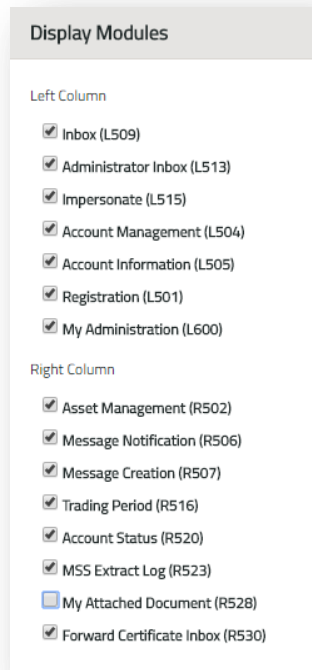 Display Modules
Left Column
Inbox (L509)
Administrator Inbox (L513)
Impersonate (L515)
Account Management (L504)
Account Information (L505)
Registration (L501)
My Administration (L600)
Right Column
Asset Management (R502)
Message Notification (R506)
Message Creation (R507)
Trading Period (R516)
Account Status (R520)
MSS Extract Log (R523)
My Attached Document (R528)
Forward Certificate Inbox (R530)